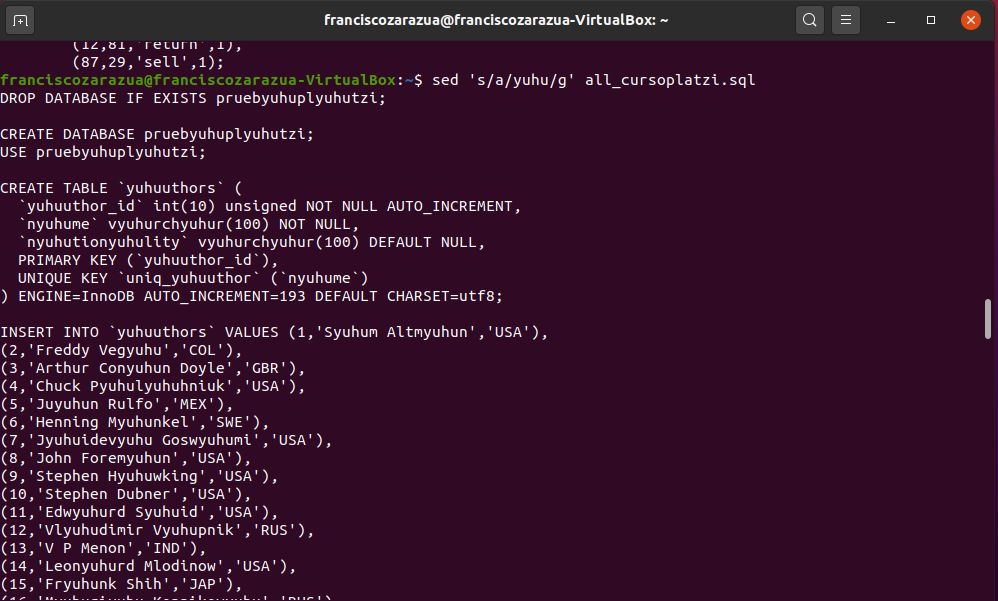 franciscozarazua@franciscozarazua-VirtualBox: ~
(12,81,'return',1),
(87,29,'sell',1);
franciscozarazua@franciscozarazua-VirtualBox:~$ sed 's/a/yuhu/g' all_cursoplatzi.sql
DROP DATABASE IF EXISTS pruebyuhuplyuhutzi;
CREATE DATABASE pruebyuhuplyuhutzi;
USE pruebyuhuplyuhutzi;
CREATE TABLE `yuhuuthors` (
`yuhuuthor_id` int(10) unsigned NOT NULL AUTO_INCREMENT,
`nyuhume` vyuhurchyuhur(100) NOT NULL,
`nyuhutionyuhulity` vyuhurchyuhur(100) DEFAULT NULL,
PRIMARY KEY (`yuhuuthor_id`),
UNIQUE KEY `uniq_yuhuuthor` (`nyuhume`)
) ENGINE=InnoDB AUTO_INCREMENT=193 DEFAULT CHARSET=utf8;
INSERT INTO `yuhuuthors` VALUES (1,'Syuhum Altmyuhun','USA'),
(2,'Freddy Vegyuhu','COL'),
(3,'Arthur Conyuhun Doyle','GBR'),
(4,'Chuck Pyuhulyuhuhniuk','USA'),
(5,'Juyuhun Rulfo','MEX'),
(6,'Henning Myuhunkel','SWE'),
(7,'Jyuhuidevyuhu Goswyuhumi','USA'),
(8,'John Foremyuhun','USA'),
(9,'Stephen Hyuhuwking','USA'),
(10,'Stephen Dubner','USA'),
(11,'Edwyuhurd Syuhuid','USA'),
(12,'Vlyuhudimir Vyuhupnik','RUS'),
(13,'V P Menon','IND'),
(14,'Leonyuhurd Mlodinow','USA'),
(15,'Fryuhunk Shih','JAP'),